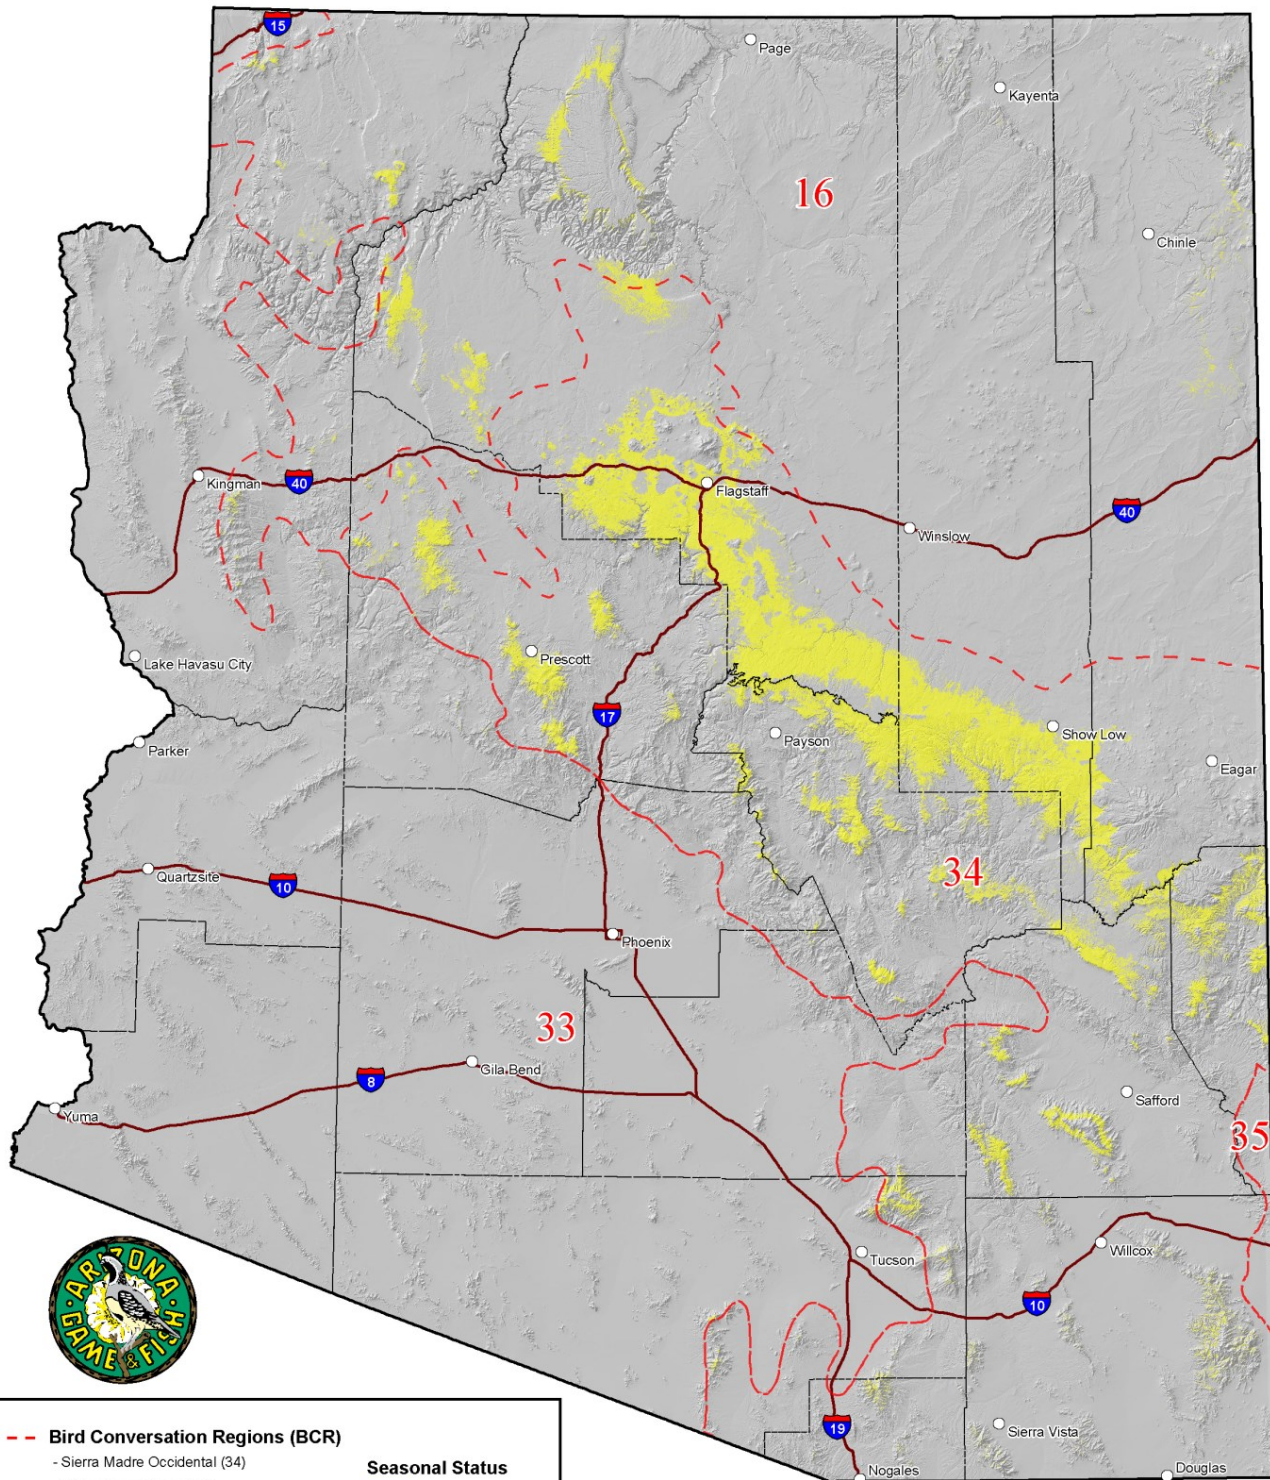 15
Page
Kayenta
16
Chinle
Kingman
40
Flagstaff
40
Winslow
Lake Havasu City
Prescott
17
Parker
Payson
Show Low
Eagar
Quartzsite
10
34
Phoenix
33
Gila Bend
8
Yuma
Safford
35
Tucson
Willcox
10
ARIZONA
GAME & FISH
19
Sierra Vista
Nogales
Douglas
Bird Conversation Regions (BCR)
- Sierra Madre Occidental (34)
Seasonal Status